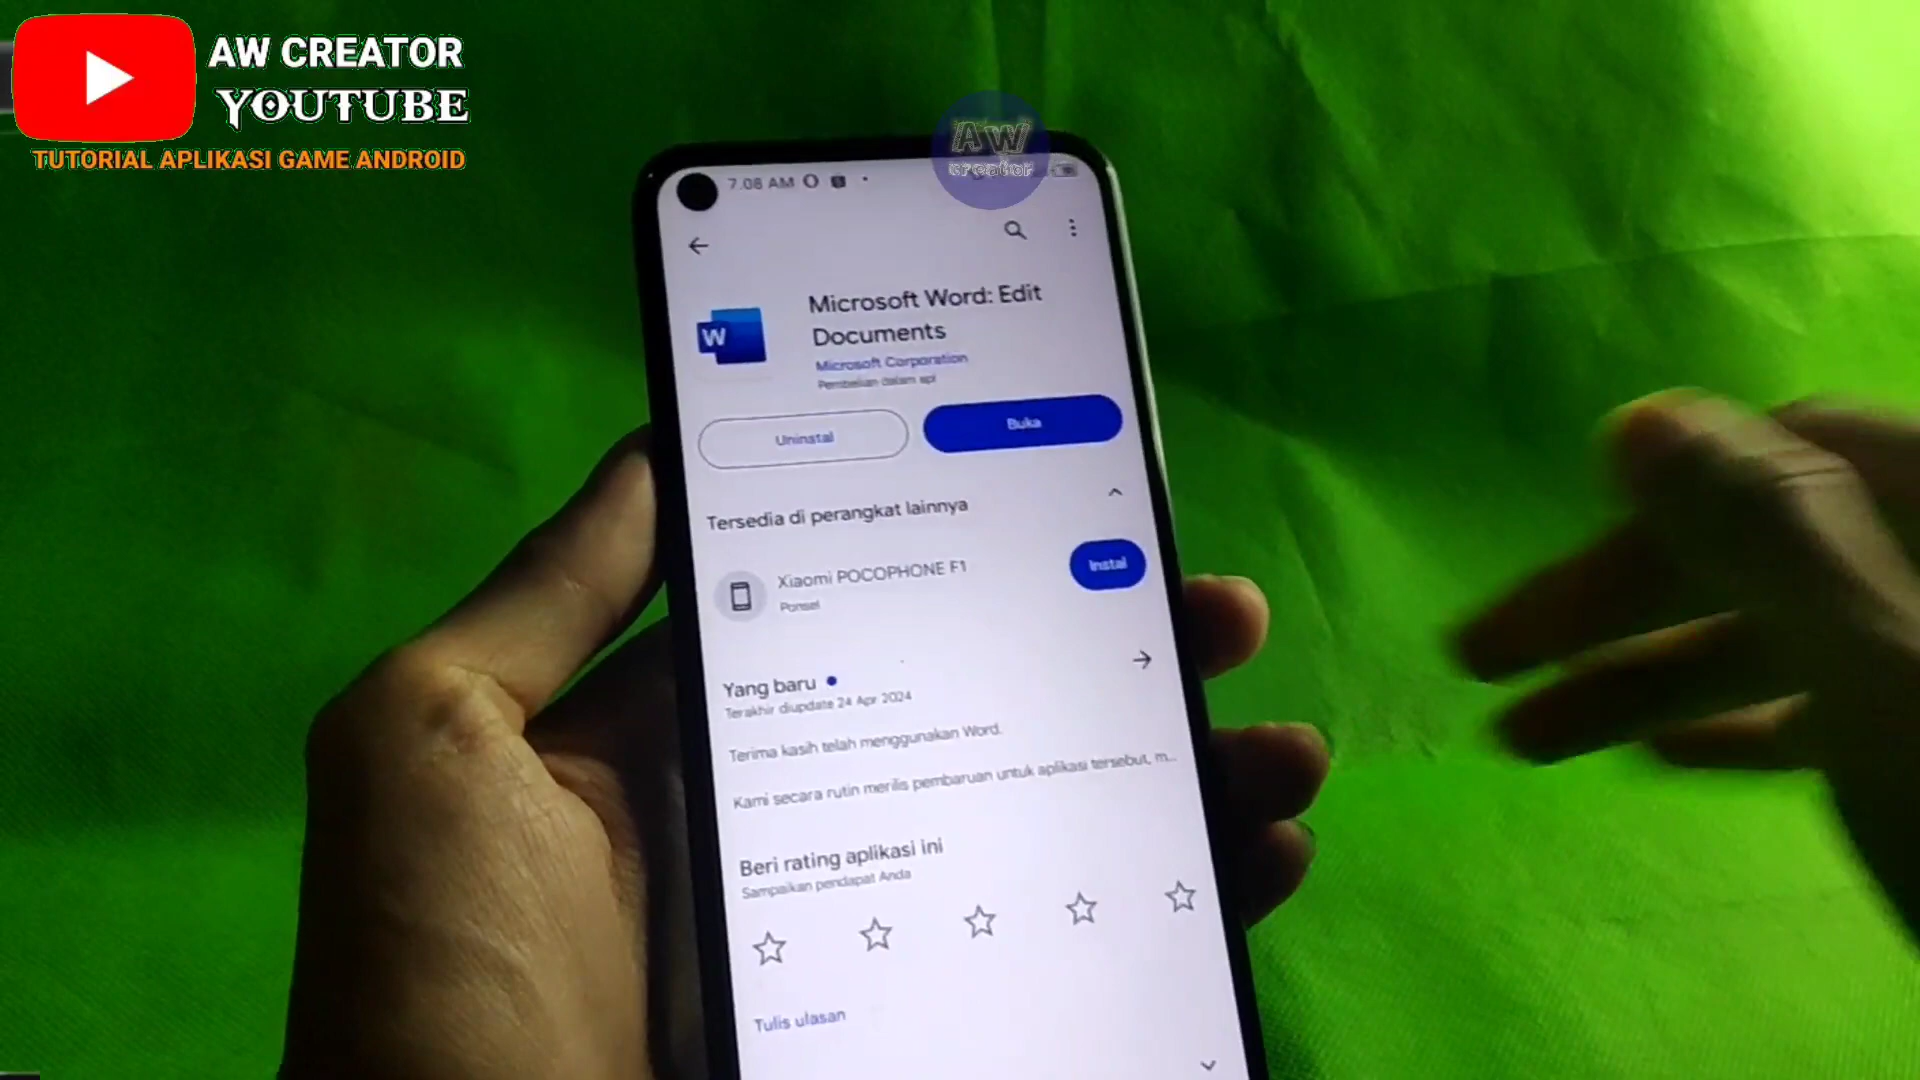 AW CREATOR
YOUTUBE
TUTORIAL APLIKASI GAME ANDROID
AW
creator
7.08 AM
Microsoft Word: Edit
Documents
Microsoft Corporation
Pembelian dalam apl
Uninstal
Buka
Tersedia di perangkat lainnya
Xiaomi POCOPHONE F1
Ponsel
Instal
Yang baru
Terakhir diupdate 24 Apr 2024
Terima kasih telah menggunakan Word.
Kami secara rutin merilis pembaruan untuk aplikasi tersebut, m...
Beri rating aplikasi ini
Sampaikan pendapat Anda
Tulis ulasan